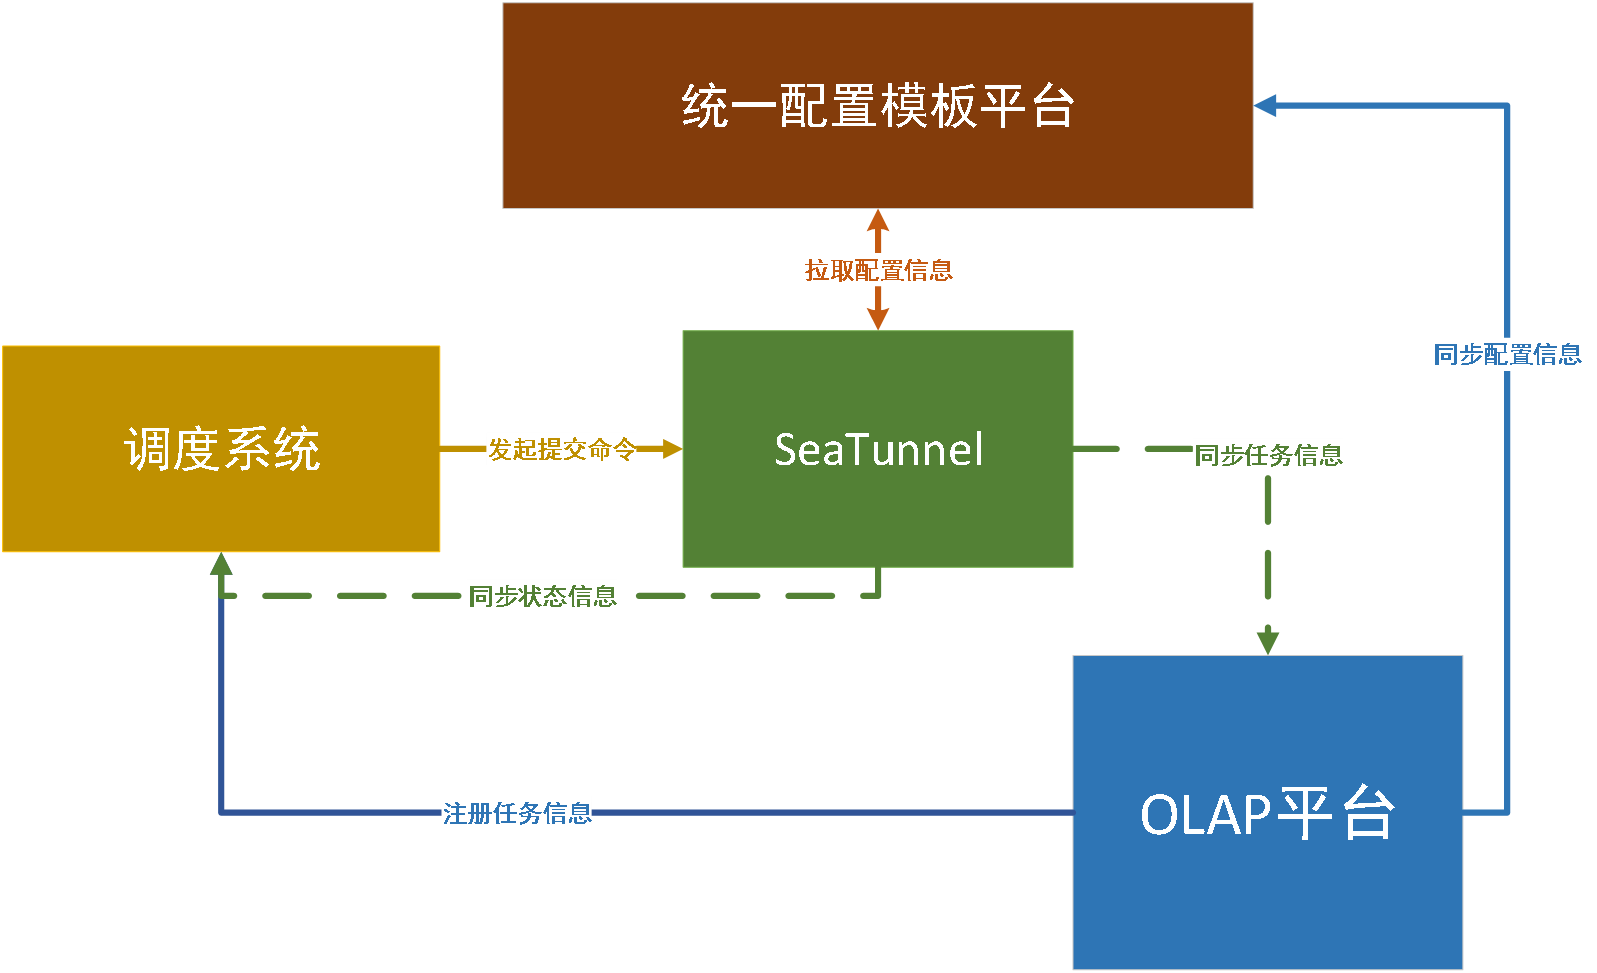 统一配置模板平台
拉取配置信息
同步配置信息
调度系统
发起提交命令
SeaTunnel
同步任务信息
同步状态信息
注册任务信息
OLAP平台